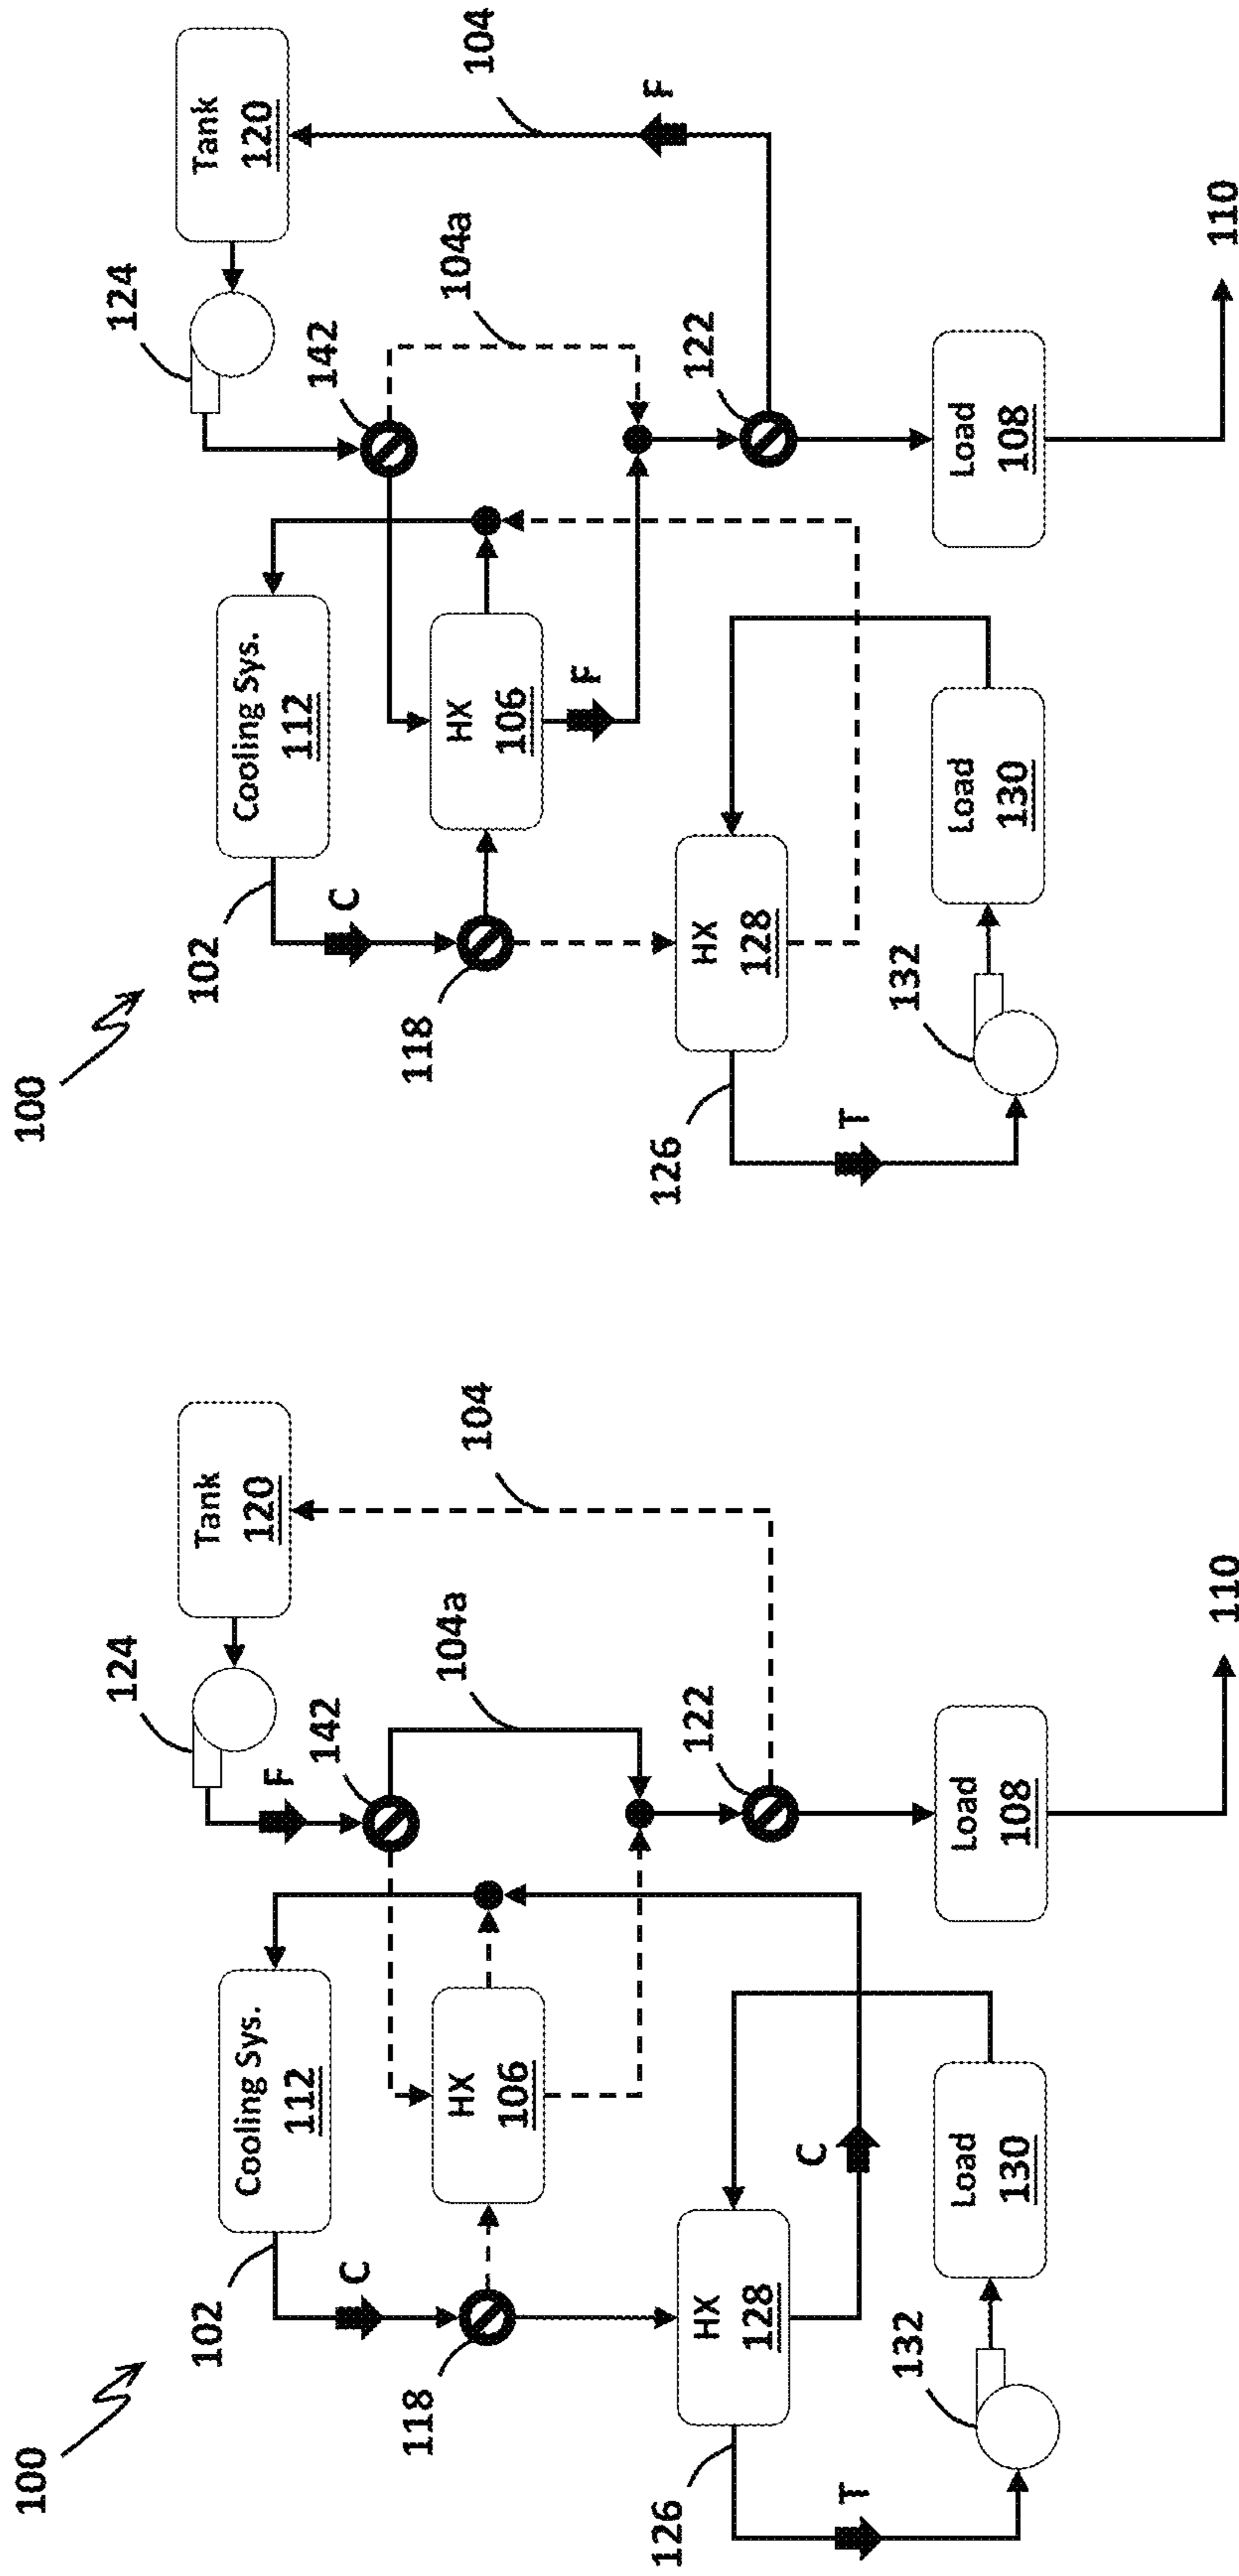 100
124
102
Cooling Sys.
112
Tank
120
F
142
C
118
HX
106
104a
104
126
HX
128
122
C
T
132
Load
130
Load
108
110
100
124
102
Cooling Sys.
112
Tank
120
142
C
118
HX
106
104a
104
F
F
126
HX
128
122
T
132
Load
130
Load
108
110